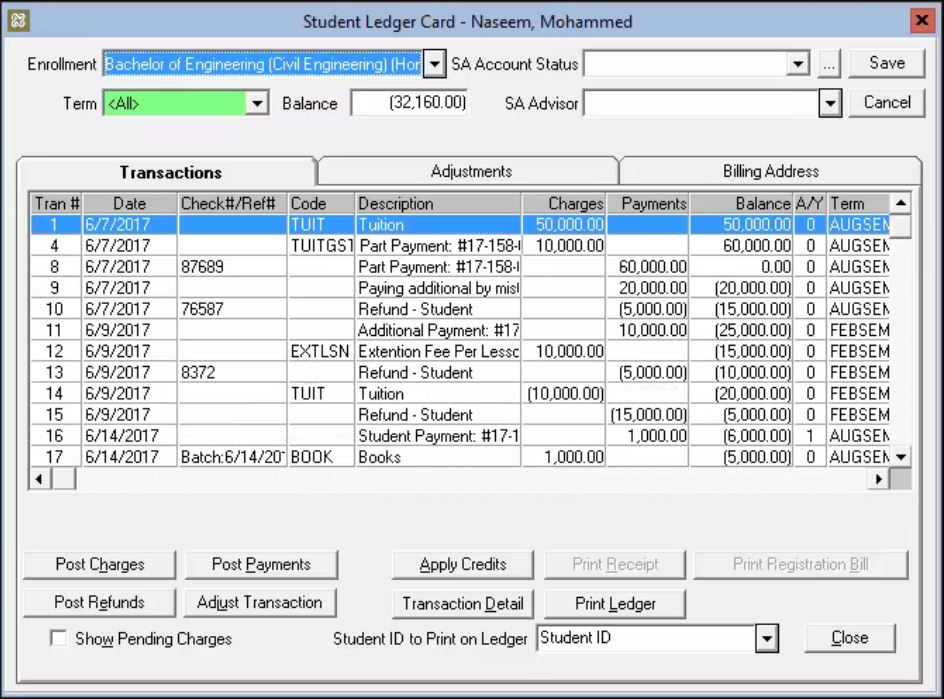 Student Ledger Card - Naseem, Mohammed
Enrollment Bachelor of Engineering (Civil Engineering) (Hor SA Account Status ... Save
Term <All> Balance (32,160.00) SA Advisor Cancel
Transactions Adjustments Billing Address
Tran # Date Check#/Ref# Code Description Charges Payments Balance A/Y Term
1 6/7/2017 TUIT Tuition 50,000.00 50,000.00 0 AUGSEM
4 6/7/2017 TUITGST Part Payment: #17-158-( 10,000.00 60,000.00 0 AUGSEM
8 6/7/2017 87689 Part Payment: #17-158-( 60,000.00 0.00 0 AUGSEM
9 6/7/2017 Paying additional by mist 20,000.00 (20,000.00) 0 AUGSEM
10 6/7/2017 76587 Refund - Student (5,000.00) (15,000.00) 0 AUGSEM
11 6/9/2017 Additional Payment: #17 10,000.00 (25,000.00) 0 FEBSEM
12 6/9/2017 EXTLSN Extention Fee Per Lesso 10,000.00 (15,000.00) 0 FEBSEM
13 6/9/2017 8372 Refund - Student (5,000.00) (10,000.00) 0 FEBSEM
14 6/9/2017 TUIT Tuition (10,000.00) (20,000.00) 0 FEBSEM
15 6/9/2017 Refund - Student (15,000.00) (5,000.00) 0 FEBSEM
16 6/14/2017 Student Payment: #17-1 1,000.00 (6,000.00) 1 AUGSEM
17 6/14/2017 Batch:6/14/20 BOOK Books 1,000.00 (5,000.00) 0 AUGSEM
Post Charges Post Payments Apply Credits Print Receipt Print Registration Bill
Post Refunds Adjust Transaction Transaction Detail Print Ledger
Show Pending Charges Student ID to Print on Ledger Student ID Close